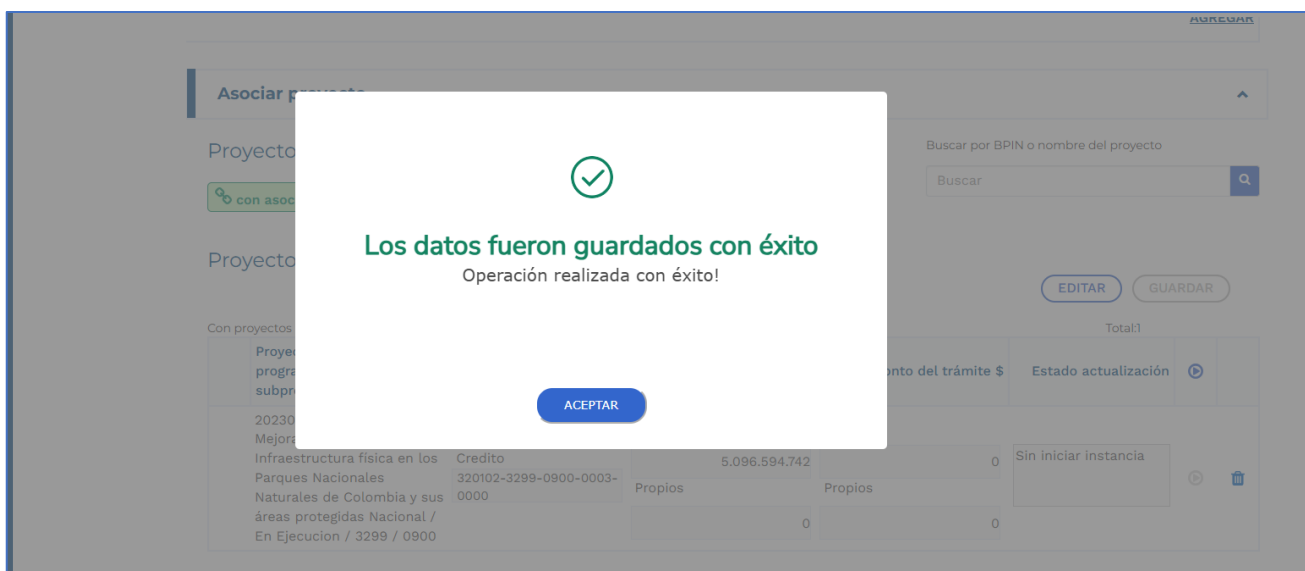 AGREGAR
Asociar proyecto
Proyecto
Buscar por BPIN o nombre del proyecto
con asoc
Buscar
Los datos fueron guardados con éxito
Operación realizada con éxito!
Proyecto
EDITAR GUARDAR
Con proyectos
Total:1
Proye
progra
subpr
onto del trámite $ Estado actualización
ACEPTAR
20230
Mejora
Infraestructura física en los
Parques Nacionales
Naturales de Colombia y sus
áreas protegidas Nacional /
En Ejecucion / 3299 / 0900
Credito
320102-3299-0900-0003-
0000
5.096.594.742 0
Propios Propios
0 0
Sin iniciar instancia